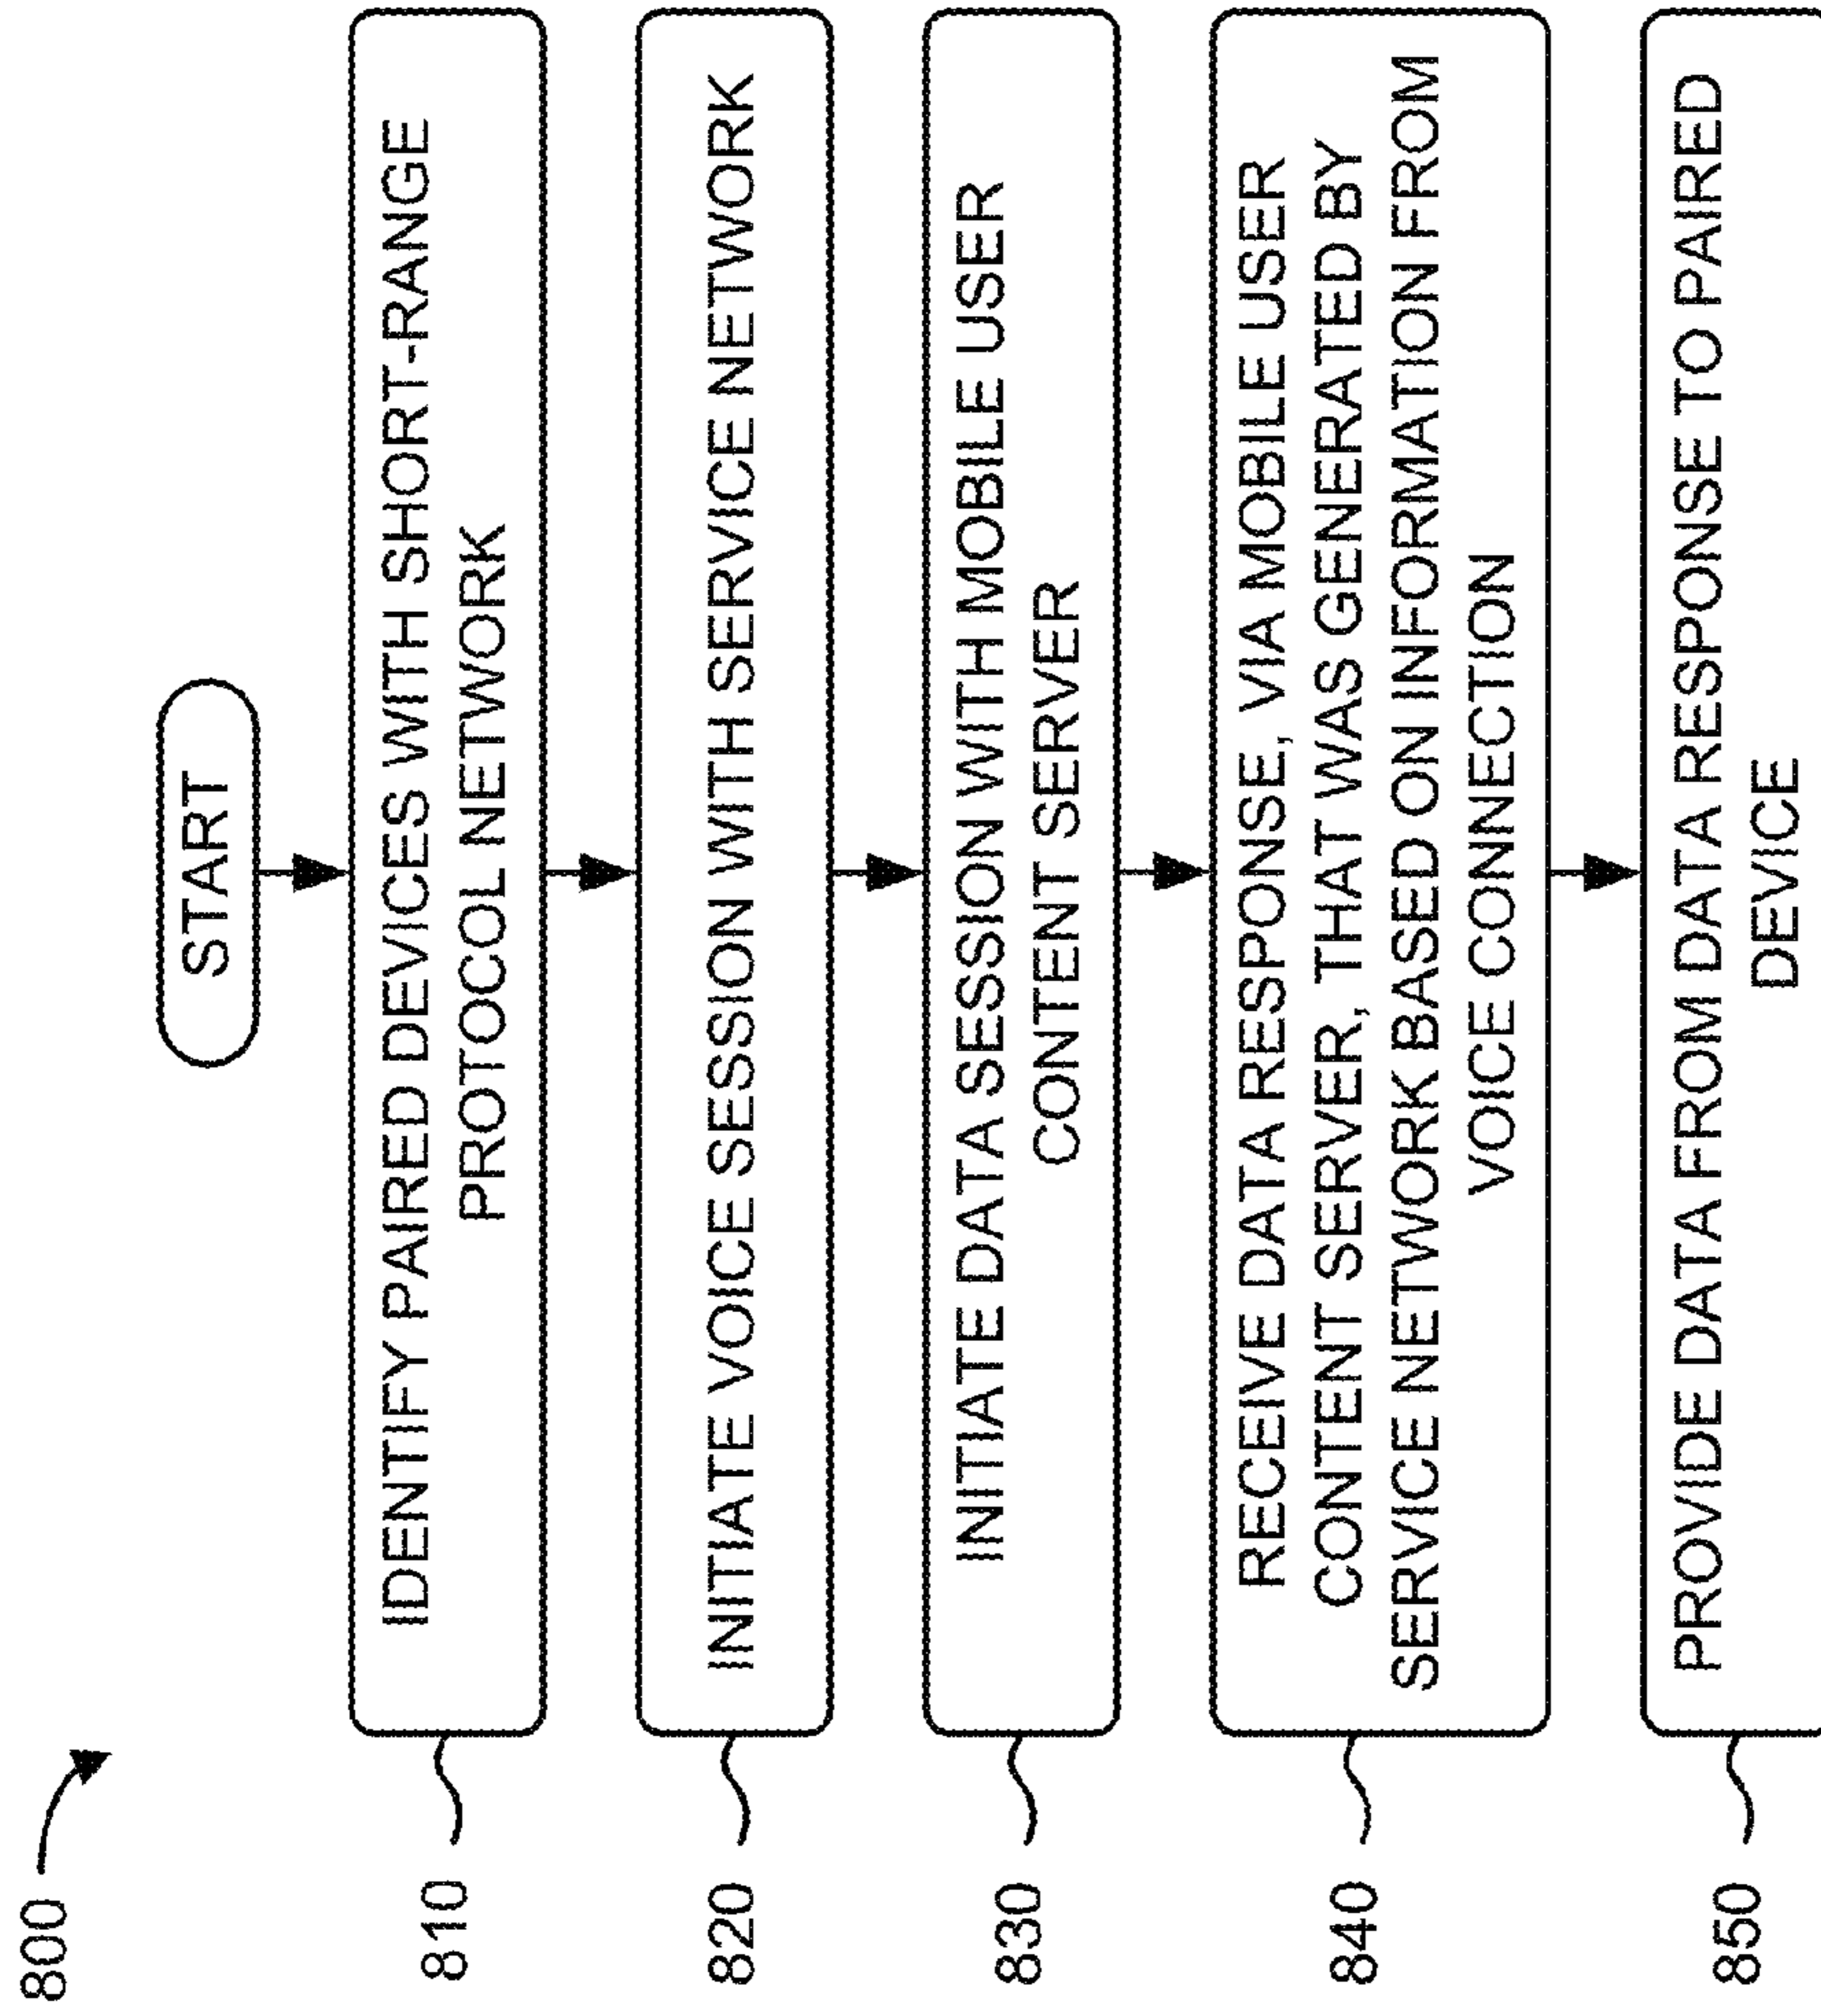 800
START
810
IDENTIFY PAIRED DEVICES WITH SHORT-RANGE
PROTOCOL NETWORK
820
INITIATE VOICE SESSION WITH SERVICE NETWORK
830
INITIATE DATA SESSION WITH MOBILE USER
CONTENT SERVER
840
RECEIVE DATA RESPONSE, VIA MOBILE USER
CONTENT SERVER, THAT WAS GENERATED BY
SERVICE NETWORK BASED ON INFORMATION FROM
VOICE CONNECTION
850
PROVIDE DATA FROM DATA RESPONSE TO PAIRED
DEVICE